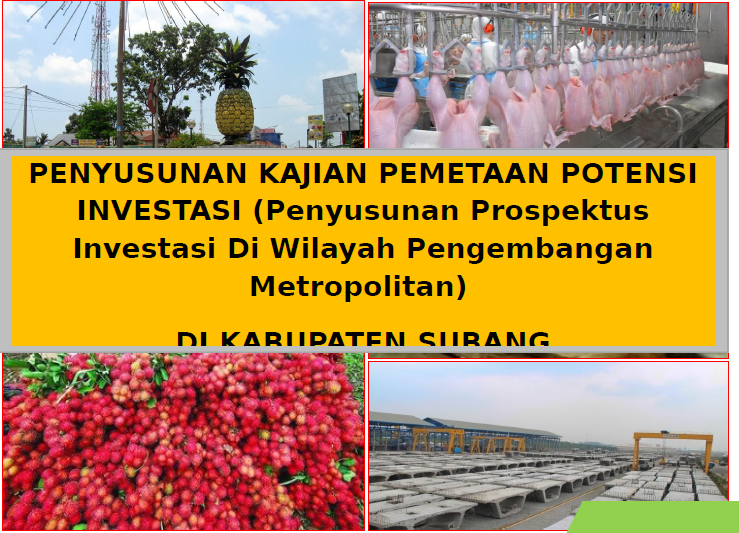 PENYUSUNAN KAJIAN PEMETAAN POTENSI
INVESTASI (Penyusunan Prospektus
Investasi Di Wilayah Pengembangan
Metropolitan)
DI KABUPATEN SUBANG